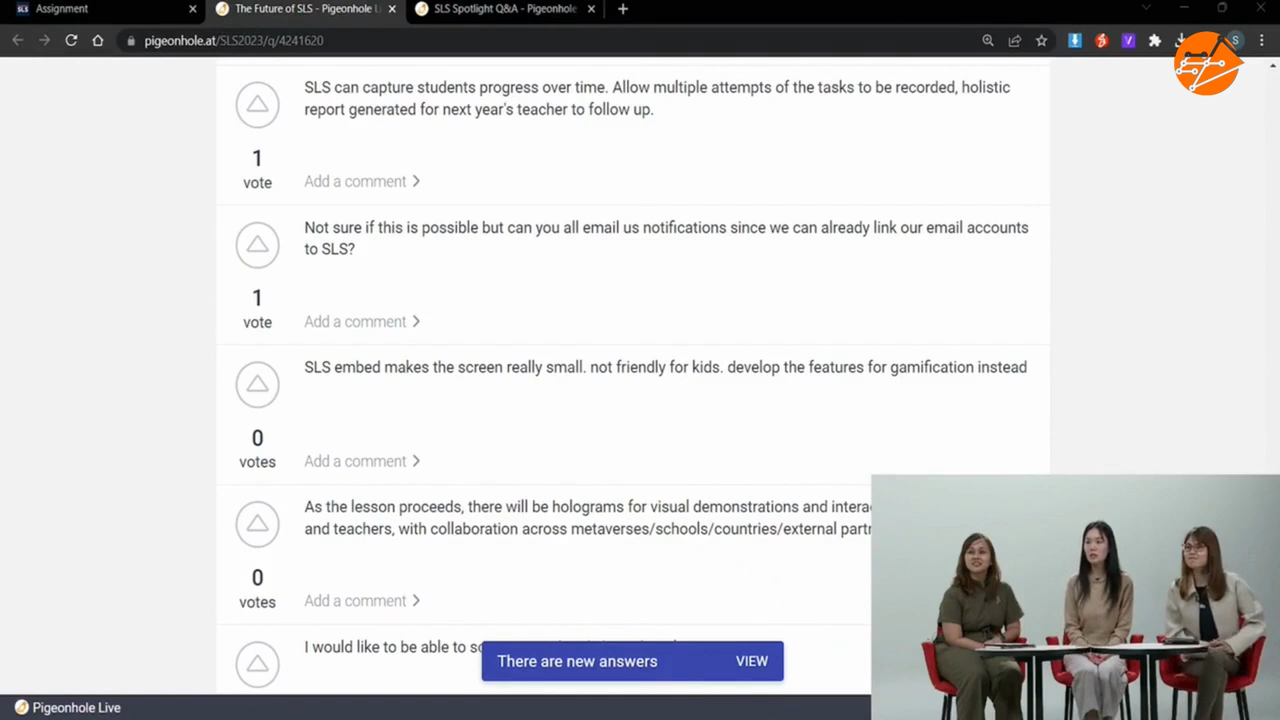 SLS
Assignment
The Future of SLS - Pigeonhole
SLS Spotlight Q&A - Pigeonhole
pigeonhole.at/SLS2023/q/4241620
S
SLS can capture students progress over time. Allow multiple attempts of the tasks to be recorded, holistic
report generated for next year's teacher to follow up.
1
vote
Add a comment
Not sure if this is possible but can you all email us notifications since we can already link our email accounts
to SLS?
1
vote
Add a comment
SLS embed makes the screen really small. not friendly for kids. develop the features for gamification instead
0
votes
Add a comment
As the lesson proceeds, there will be holograms for visual demonstrations and
and teachers, with collaboration across metaverses/schools/countries/external
0
votes
Add a comment
I would like to be able to
There are new answers VIEW
Pigeonhole Live